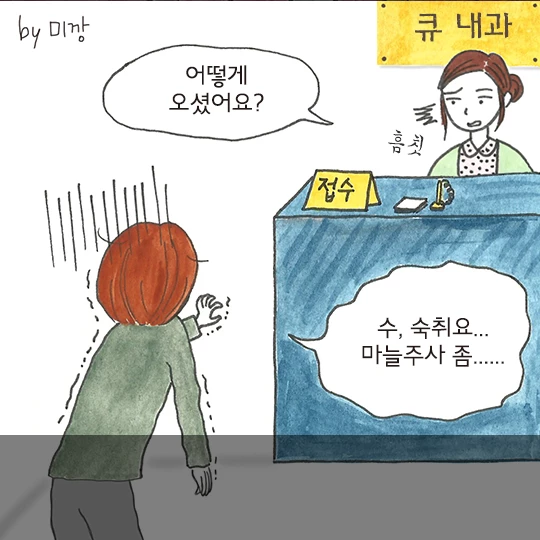 by 미깡
큐 내과
어떻게
오셨어요?
흠칫
접수
수, 숙취요...
마늘주사 좀......